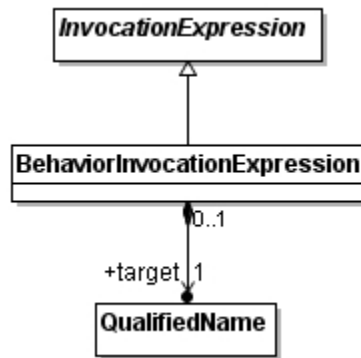 InvocationExpression
BehaviorInvocationExpression
0..1
+target 1
QualifiedName